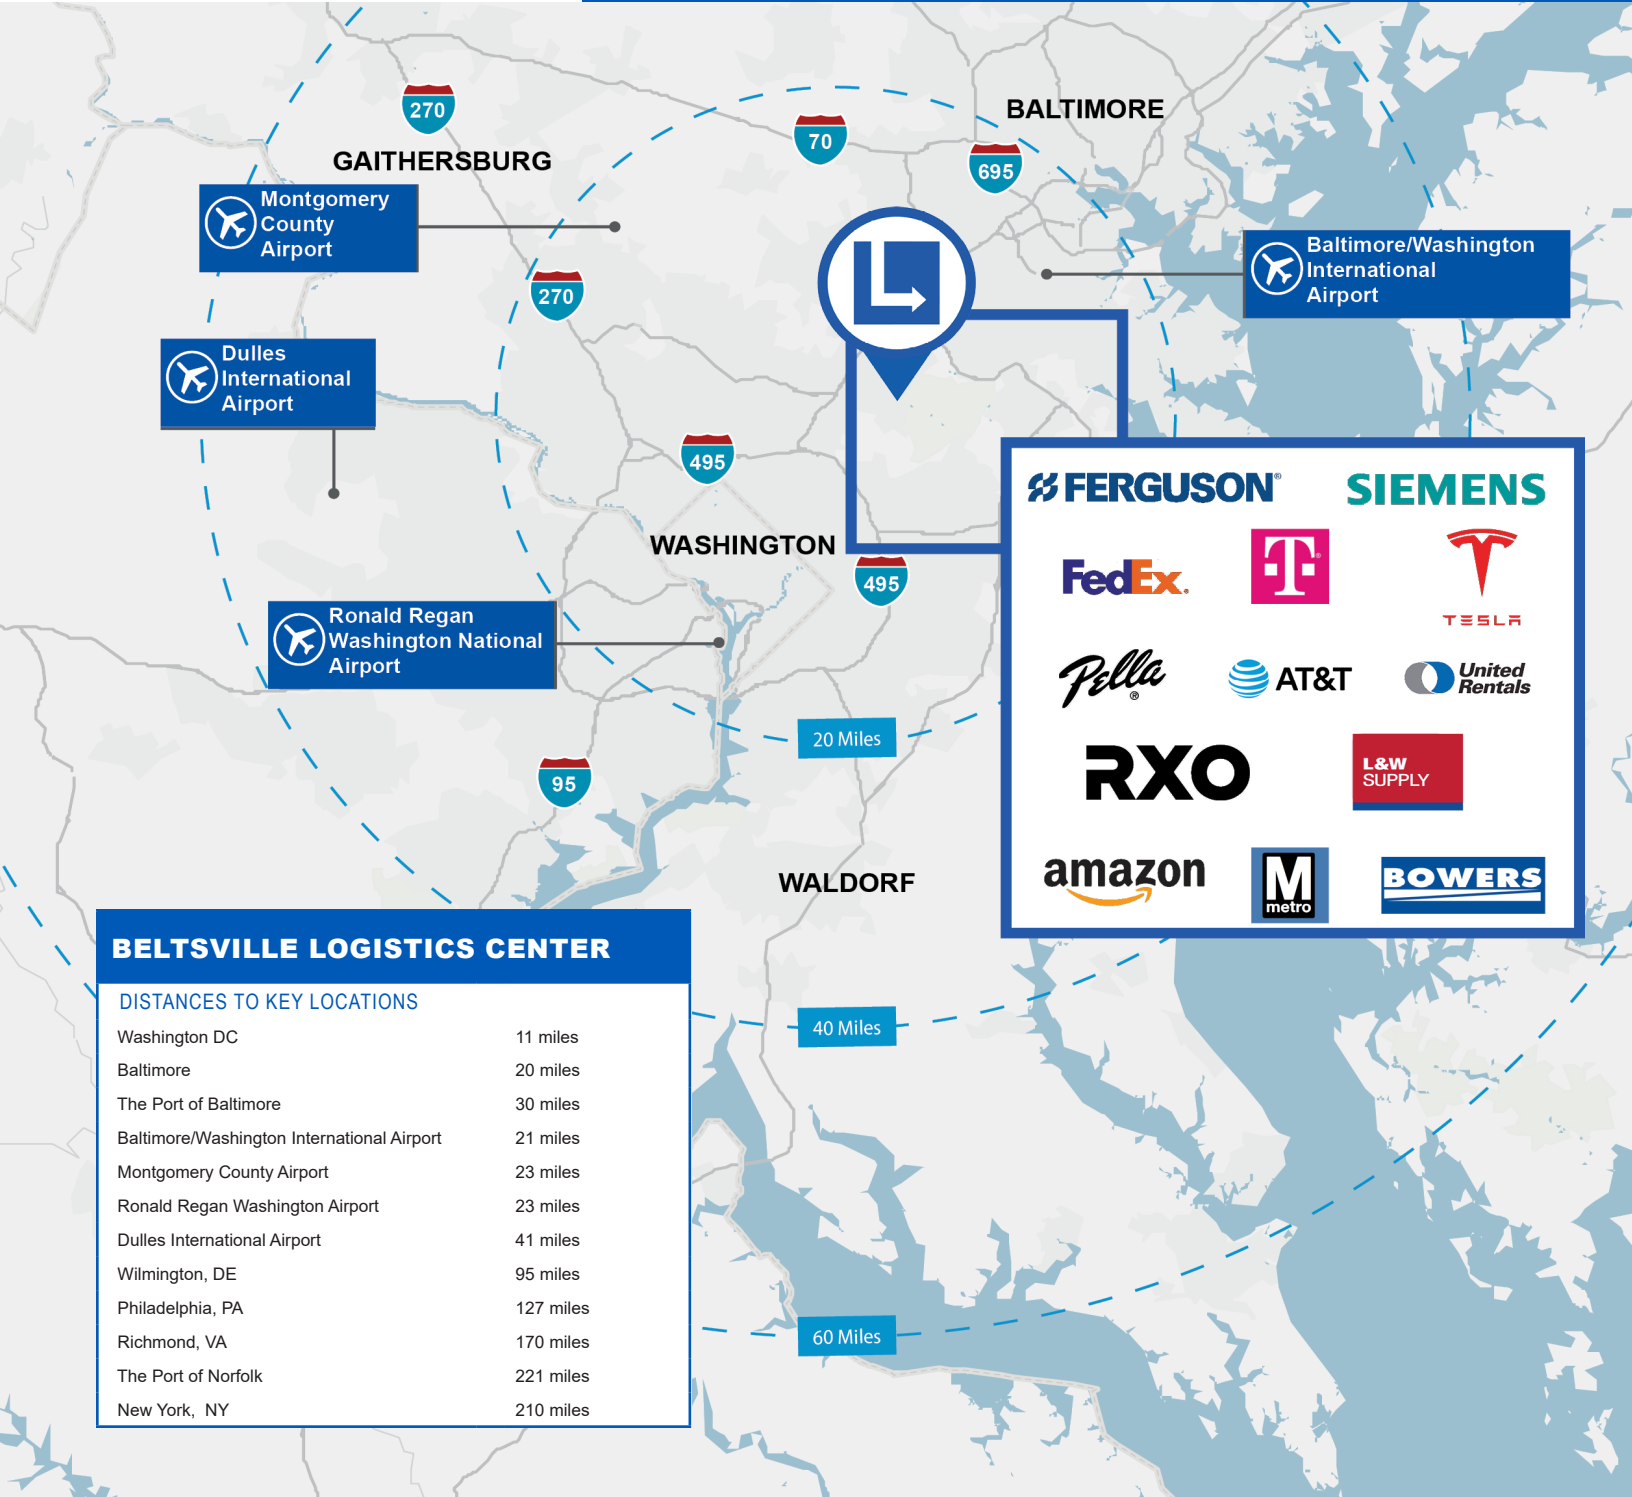 270
BALTIMORE
70
GAITHERSBURG
695
Montgomery
County
Airport
Baltimore/Washington
International
Airport
270
Dulles
International
Airport
495
FERGUSON®
SIEMENS
WASHINGTON
FedEx®
T®
TESLA
495
Ronald Regan
Washington National
Airport
Pella
®
AT&T
United
Rentals
20 Miles
RXO
L&W
SUPPLY
95
amazon
M
metro
BOWERS
WALDORF
BELTSVILLE LOGISTICS CENTER
DISTANCES TO KEY LOCATIONS
Washington DC 11 miles
Baltimore 20 miles
The Port of Baltimore 30 miles
Baltimore/Washington International Airport 21 miles
Montgomery County Airport 23 miles
Ronald Regan Washington Airport 23 miles
Dulles International Airport 41 miles
Wilmington, DE 95 miles
Philadelphia, PA 127 miles
Richmond, VA 170 miles
The Port of Norfolk 221 miles
New York, NY 210 miles
40 Miles
60 Miles